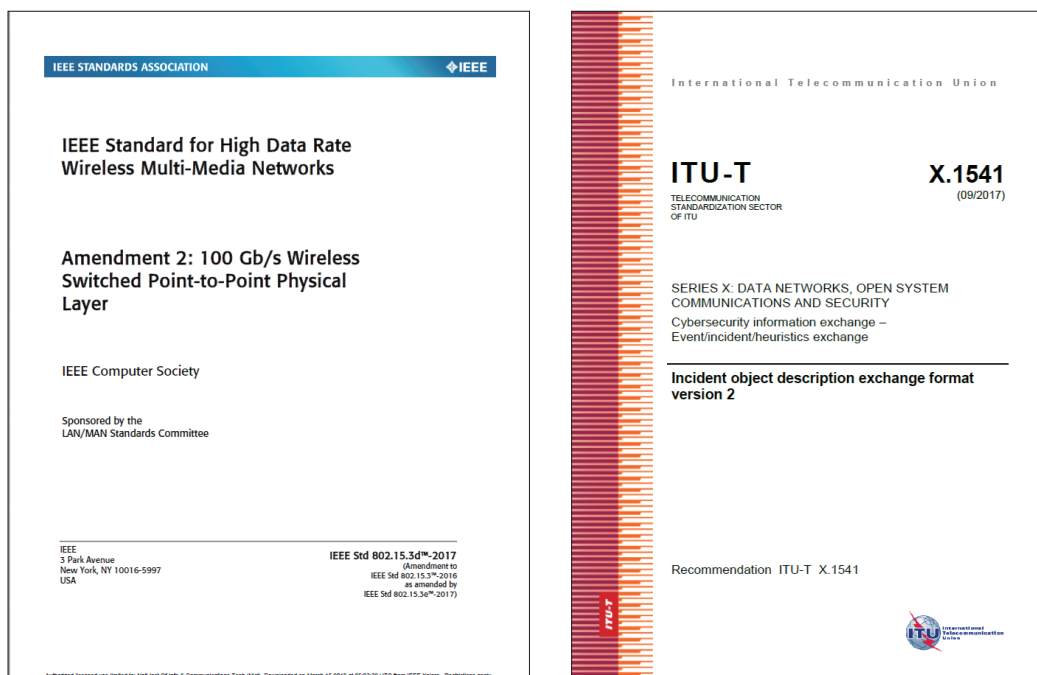 IEEE STANDARDS ASSOCIATION
IEEE
IEEE Standard for High Data Rate
Wireless Multi-Media Networks
Amendment 2: 100 Gb/s Wireless
Switched Point-to-Point Physical
Layer
IEEE Computer Society
Sponsored by the
LAN/MAN Standards Committee
IEEE
3 Park Avenue
New York, NY 10016-5997
USA
IEEE Std 802.15.3d™-2017
(Amendment to
IEEE Std 802.15.3™-2016
as amended by
IEEE Std 802.15.3e™-2017)
International Telecommunication Union
ITU-T
X.1541
TELECOMMUNICATION
STANDARDIZATION SECTOR
OF ITU
(09/2017)
SERIES X: DATA NETWORKS, OPEN SYSTEM
COMMUNICATIONS AND SECURITY
Cybersecurity information exchange –
Event/incident/heuristics exchange
Incident object description exchange format
version 2
Recommendation ITU-T X.1541
ITU-T
ITU
International
Telecommunication
Union